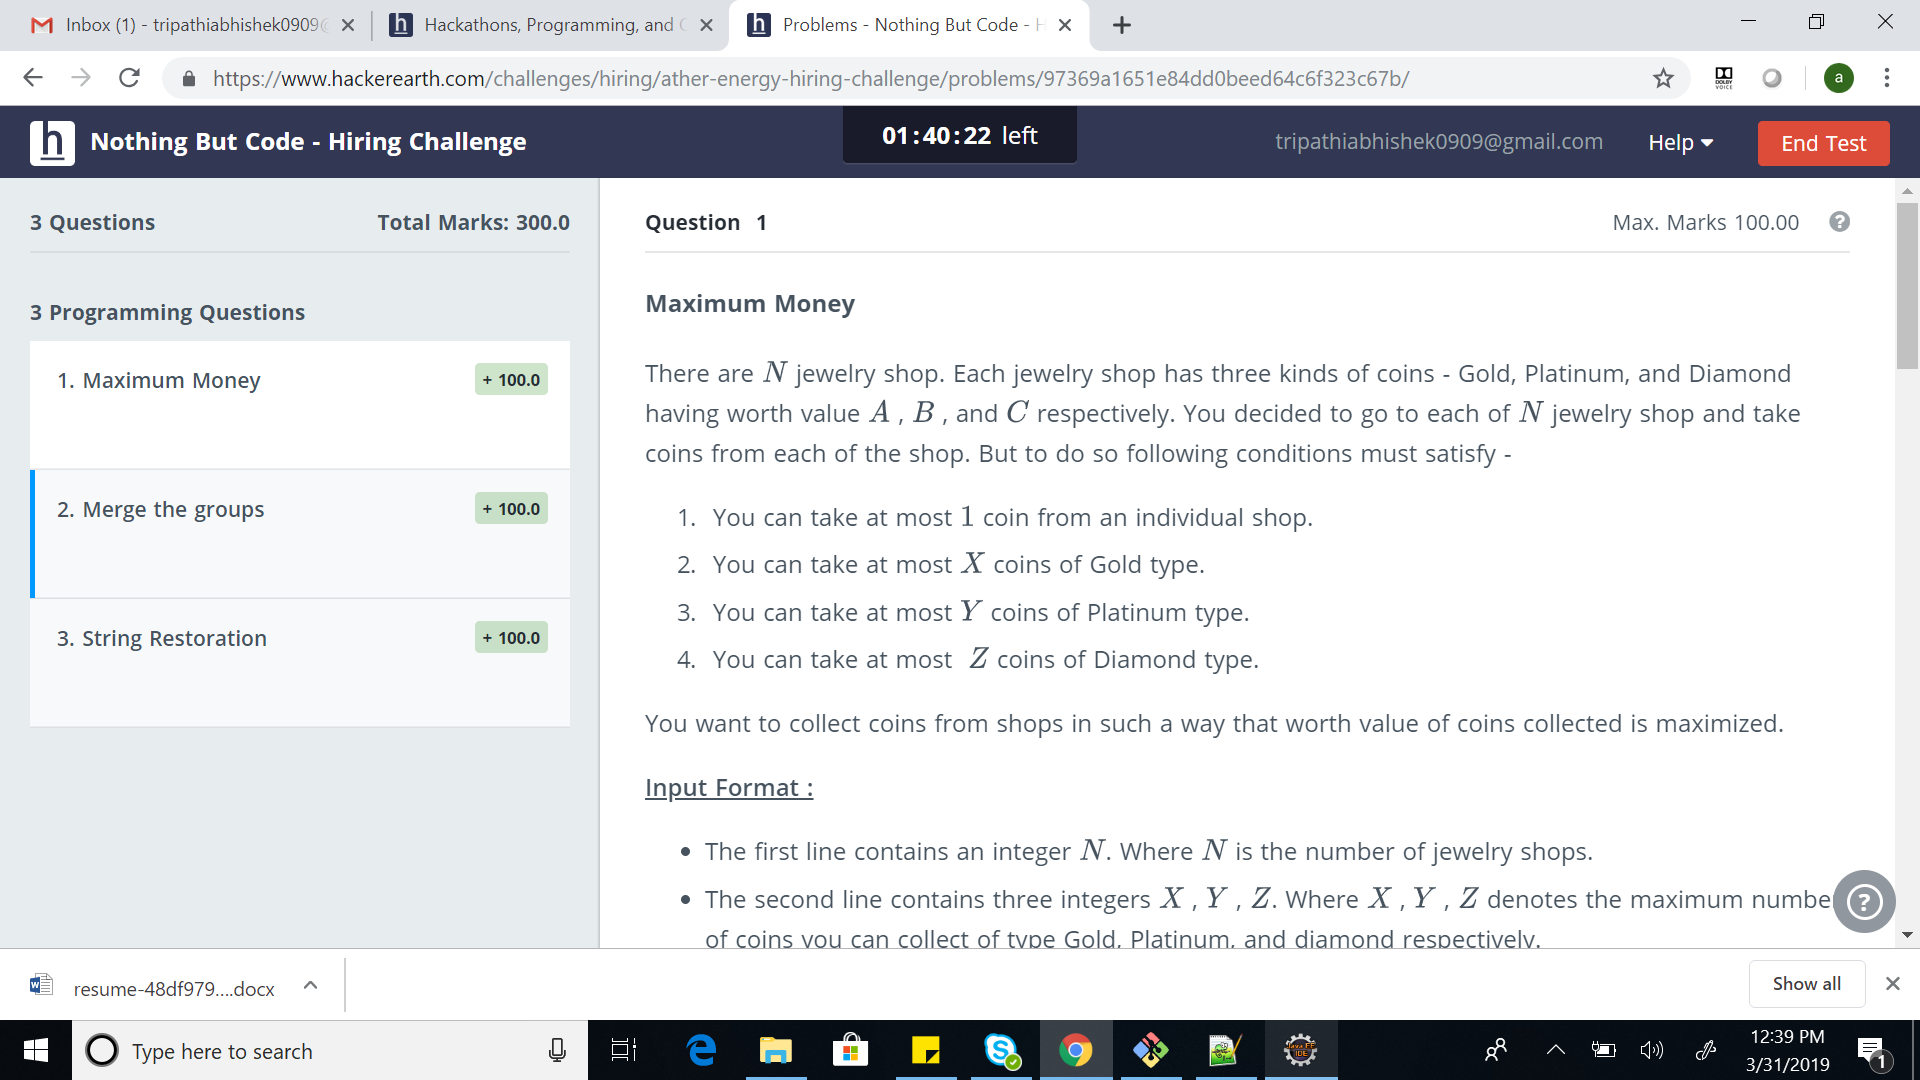 Inbox (1) - tripathiabhishek0909@
Hackathons, Programming, and C
Problems - Nothing But Code - H
https://www.hackerearth.com/challenges/hiring/ather-energy-hiring-challenge/problems/97369a1651e84dd0beed64c6f323c67b/
DOLBY VOICE
a
h Nothing But Code - Hiring Challenge
01:40:22 left
tripathiabhishek0909@gmail.com
Help
End Test
3 Questions Total Marks: 300.0
3 Programming Questions
1. Maximum Money + 100.0
2. Merge the groups + 100.0
3. String Restoration + 100.0
Question 1 Max. Marks 100.00 ?
Maximum Money
There are N jewelry shop. Each jewelry shop has three kinds of coins - Gold, Platinum, and Diamond
having worth value A , B , and C respectively. You decided to go to each of N jewelry shop and take
coins from each of the shop. But to do so following conditions must satisfy -
1. You can take at most 1 coin from an individual shop.
2. You can take at most X coins of Gold type.
3. You can take at most Y coins of Platinum type.
4. You can take at most Z coins of Diamond type.
You want to collect coins from shops in such a way that worth value of coins collected is maximized.
Input Format :
• The first line contains an integer N. Where N is the number of jewelry shops.
• The second line contains three integers X , Y , Z. Where X , Y , Z denotes the maximum numbe
of coins you can collect of type Gold, Platinum, and diamond respectively.
?
resume-48df979....docx
Show all
Type here to search
Java EE
IDE
12:39 PM
3/31/2019
1